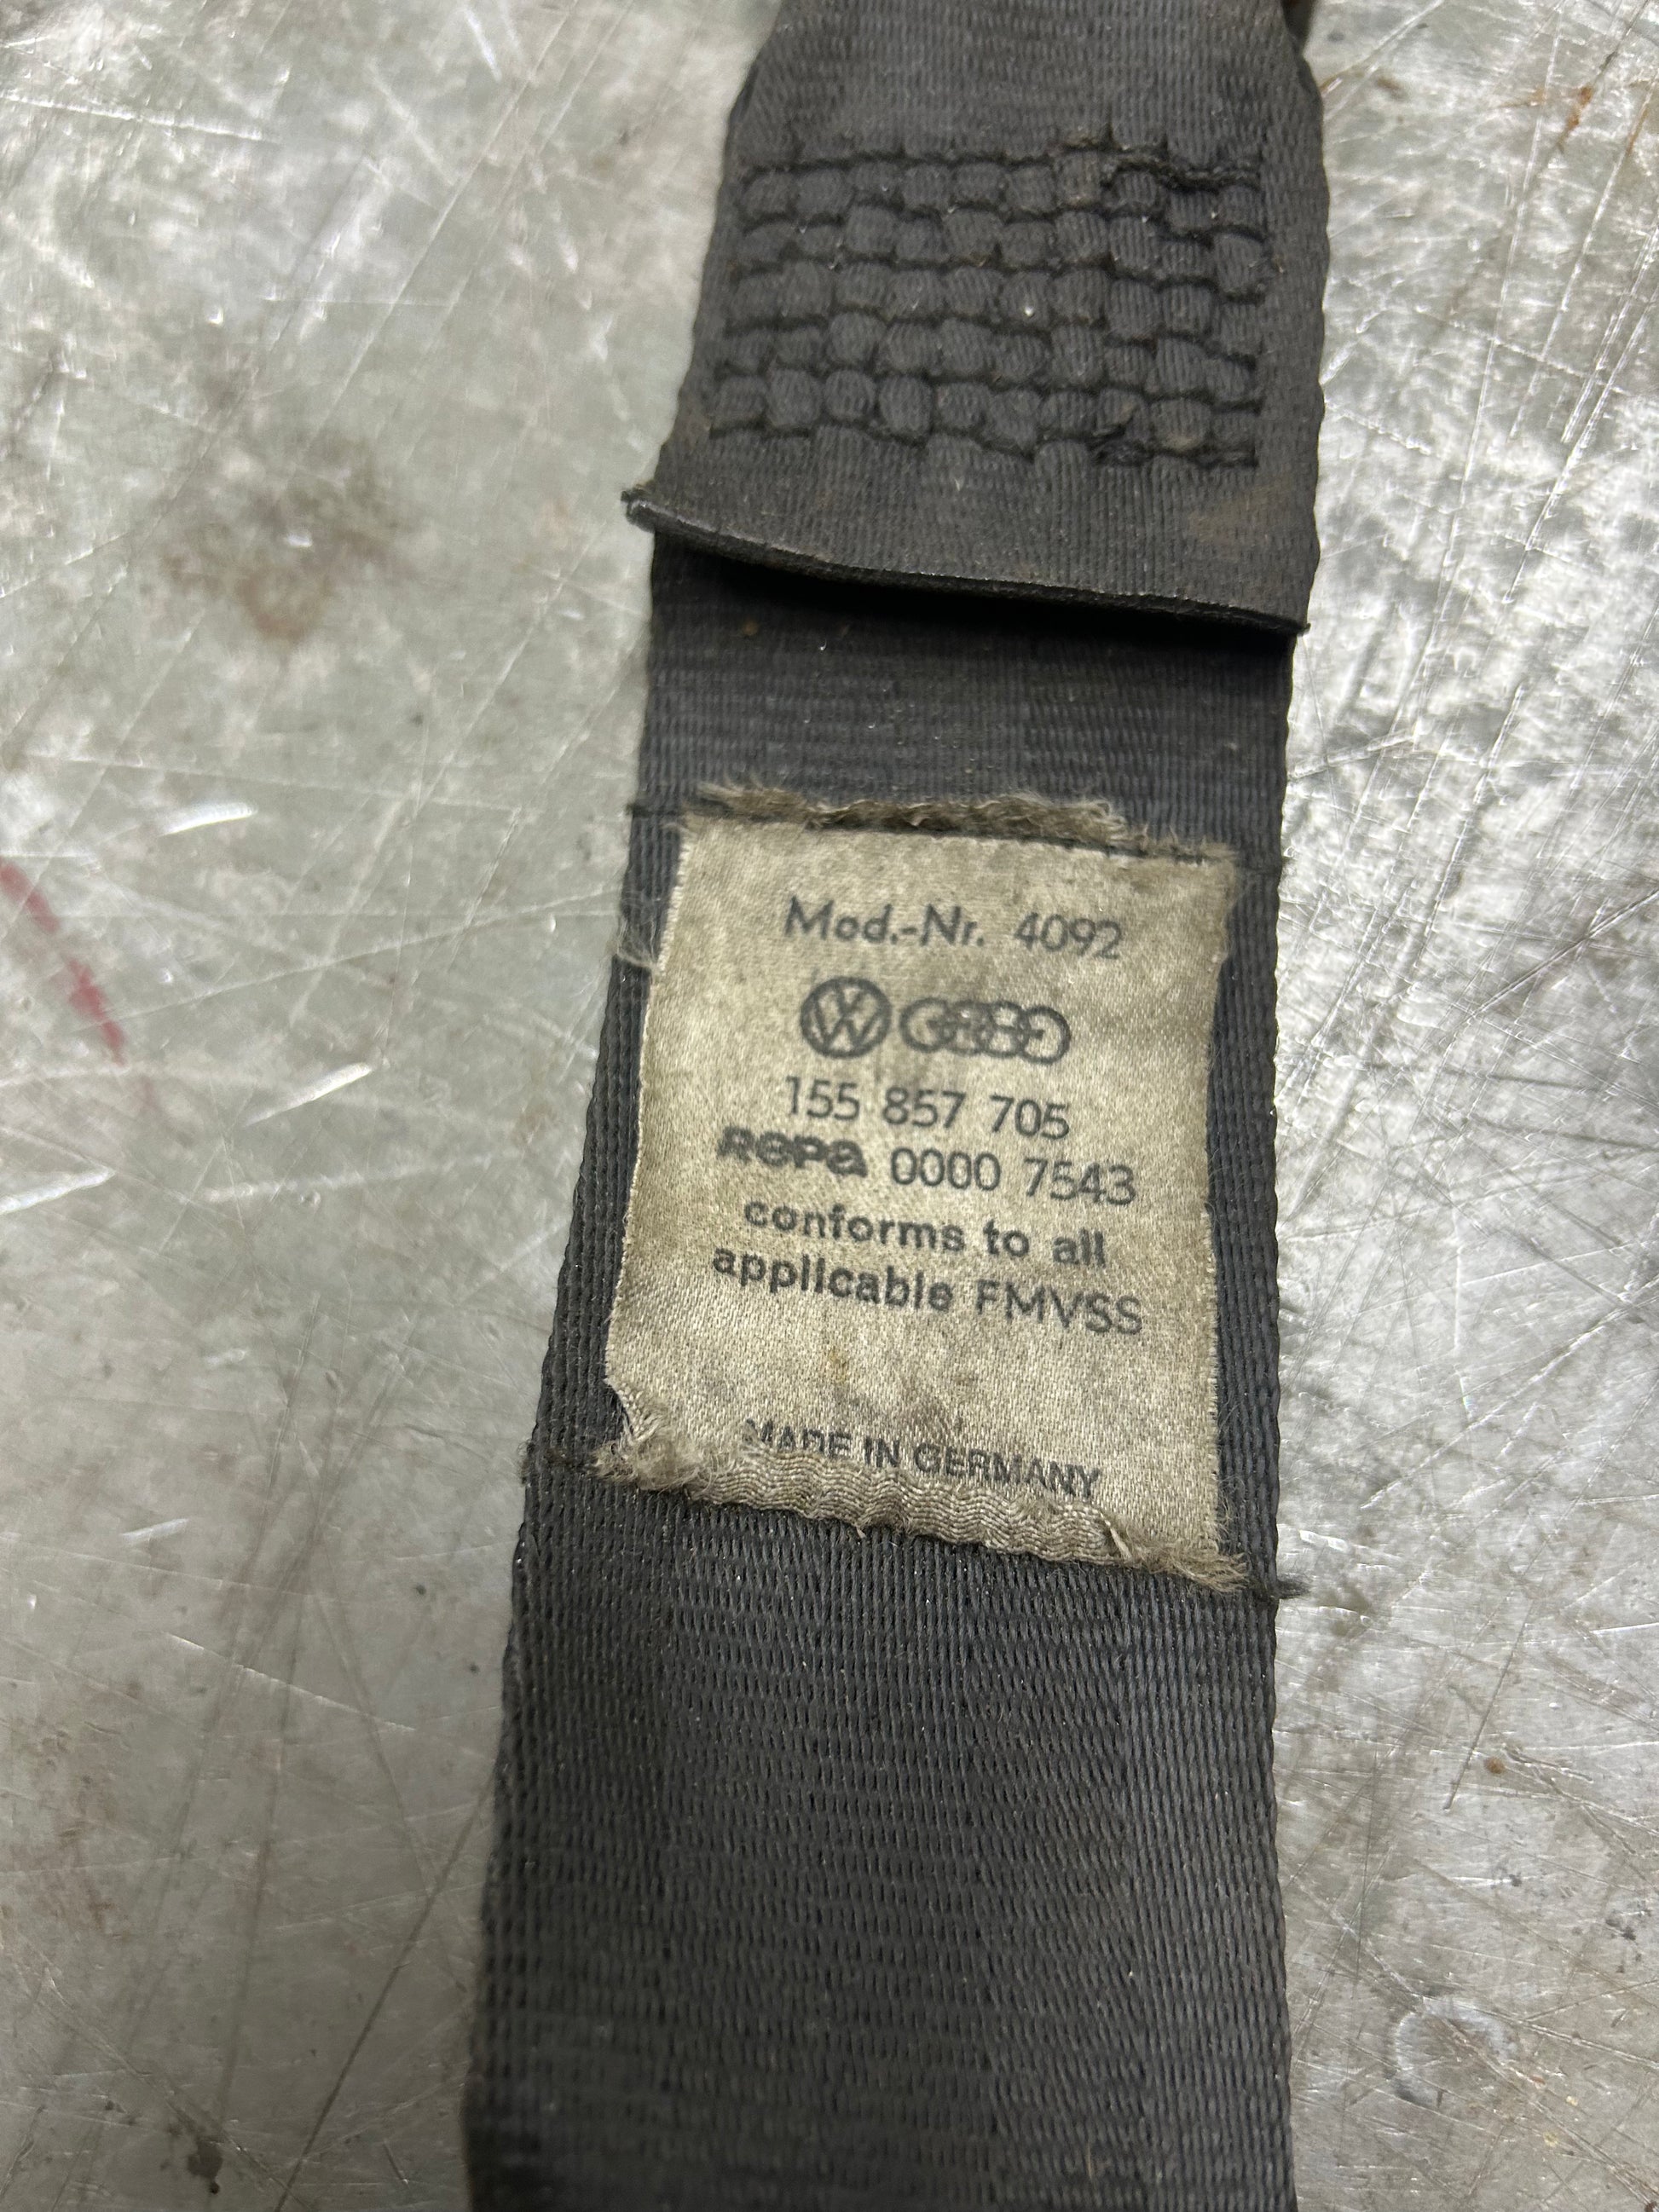 Mod.-Nr. 4092
155 857 705
Repa 0000 7543
conforms to all
applicable FMVSS
MADE IN GERMANY